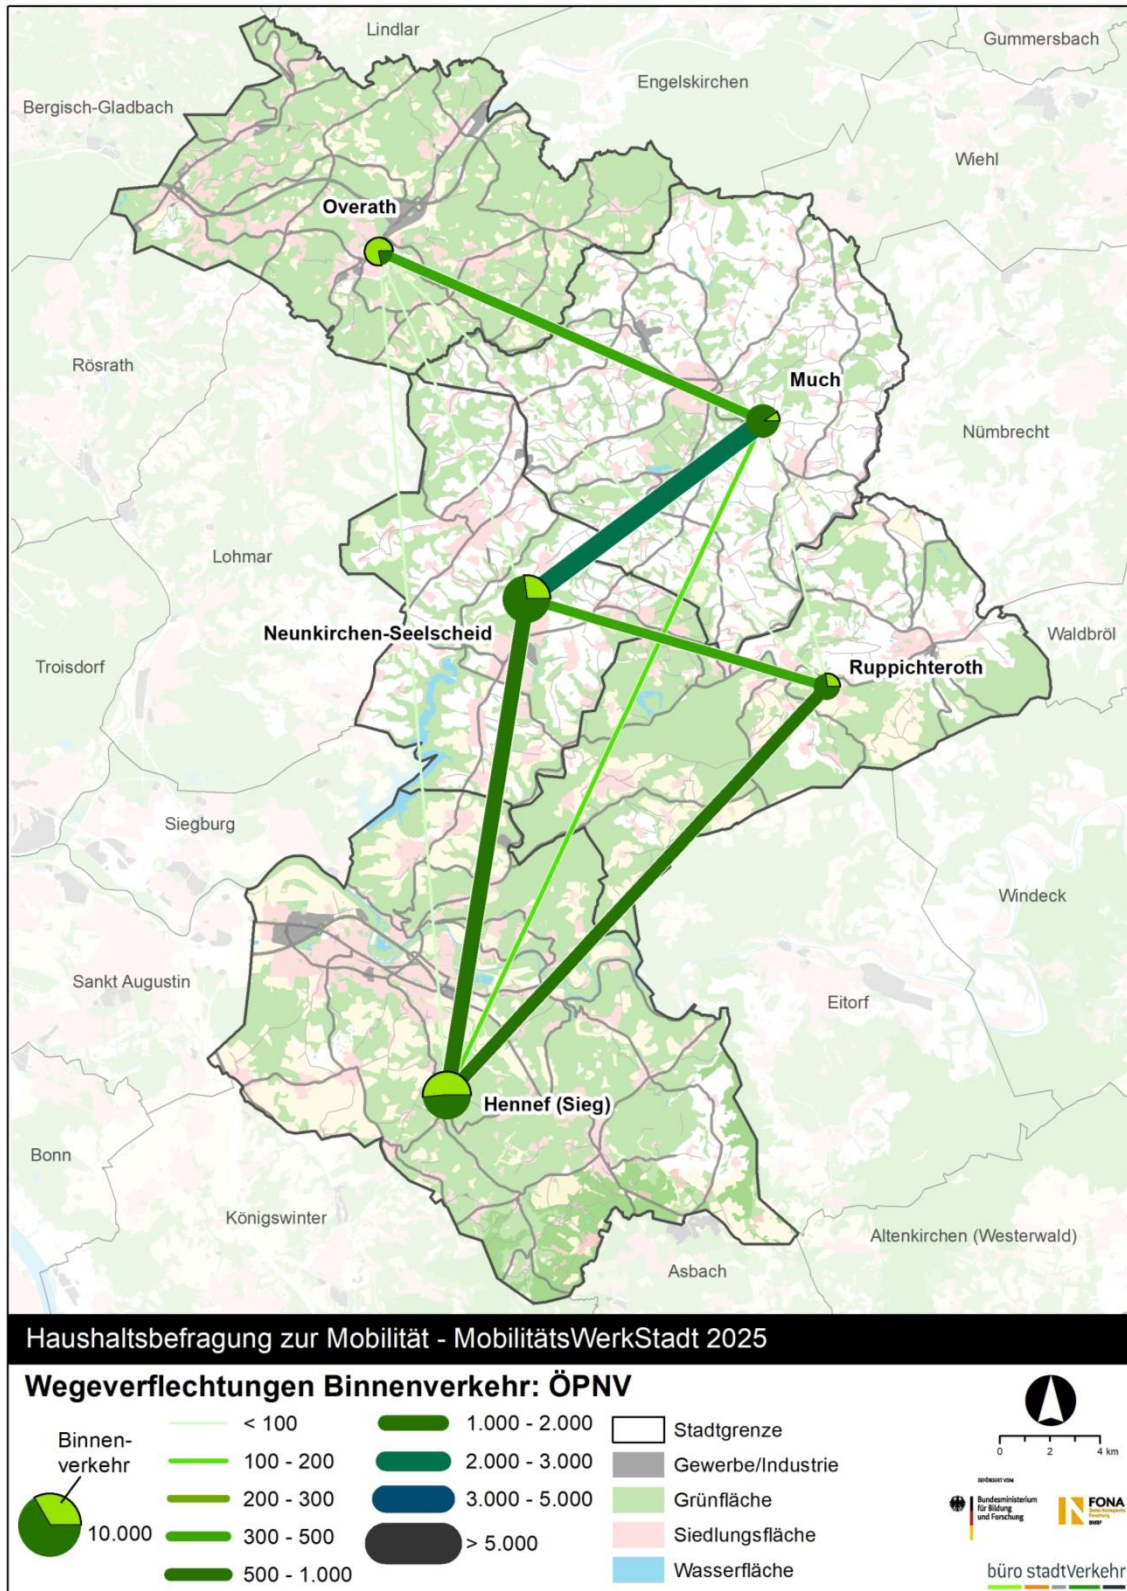 Lindlar
Gummersbach
Engelskirchen
Bergisch-Gladbach
Wiehl
Overath
Rösrath
Much
Nümbrecht
Lohmar
Neunkirchen-Seelscheid
Waldbröl
Troisdorf
Ruppichteroth
Siegburg
Windeck
Sankt Augustin
Eitorf
Hennef (Sieg)
Bonn
Königswinter
Altenkirchen (Westerwald)
Asbach
Haushaltsbefragung zur Mobilität - MobilitätsWerkStadt 2025
Wegeverflechtungen Binnenverkehr: ÖPNV
Binnen-
verkehr
10.000
< 100
100 - 200
200 - 300
300 - 500
500 - 1.000
1.000 - 2.000
2.000 - 3.000
3.000 - 5.000
> 5.000
Stadtgrenze
Gewerbe/Industrie
Grünfläche
Siedlungsfläche
Wasserfläche
0 2 4 km
GEFÖRDERT VOM
Bundesministerium
für Bildung
und Forschung
FONA
BMBF
büro stadtVerkehr